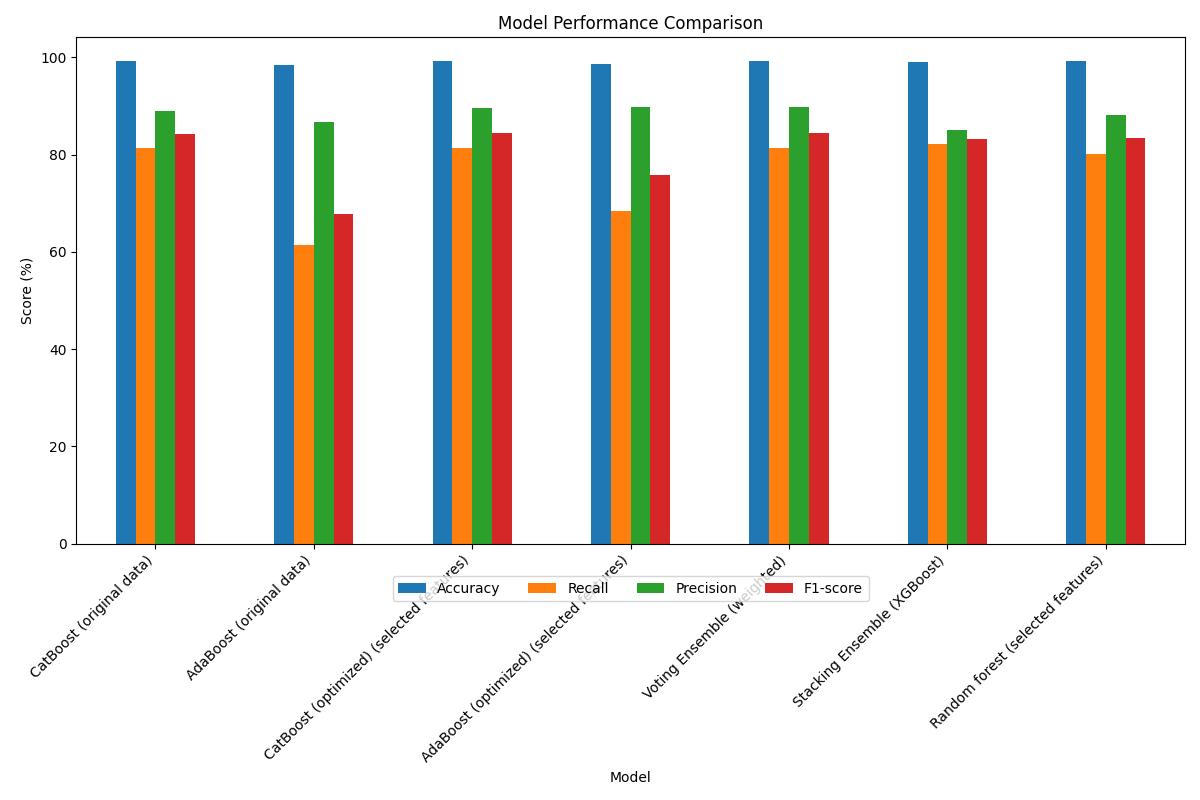 Model Performance Comparison
Score (%)
100
80
60
40
20
0
CatBoost (original data)
AdaBoost (original data)
CatBoost (optimized) (selected features)
AdaBoost (optimized) (selected features)
Voting Ensemble (weighted)
Stacking Ensemble (XGBoost)
Random forest (selected features)
Accuracy Recall Precision F1-score
Model